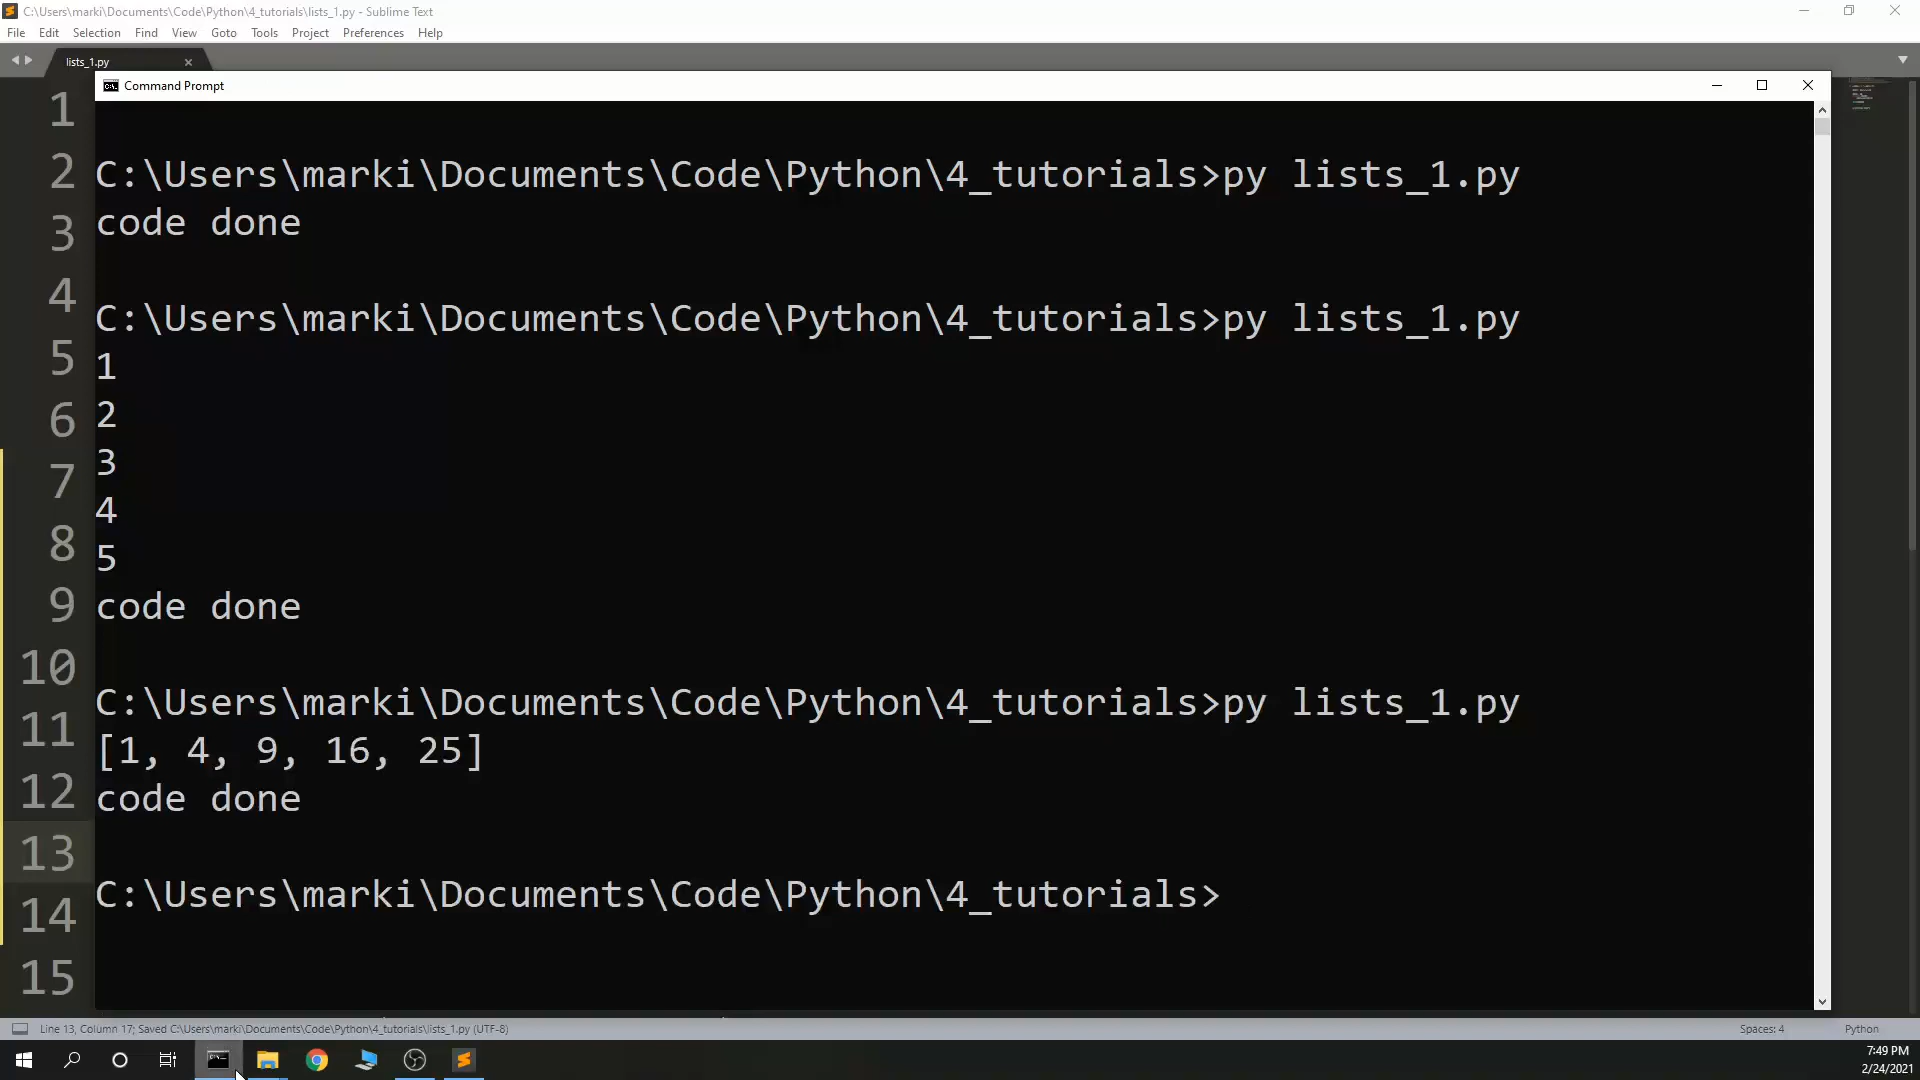 C:\Users\marki\Documents\Code\Python\4_tutorials\lists_1.py - Sublime Text
File Edit Selection Find View Goto Tools Project Preferences Help
lists_1.py
Command Prompt
1
2
3
4
5
6
7
8
9
10
11
12
13
14
15
C:\Users\marki\Documents\Code\Python\4_tutorials>py lists_1.py
code done
C:\Users\marki\Documents\Code\Python\4_tutorials>py lists_1.py
1
2
3
4
5
code done
C:\Users\marki\Documents\Code\Python\4_tutorials>py lists_1.py
[1, 4, 9, 16, 25]
code done
C:\Users\marki\Documents\Code\Python\4_tutorials>
Line 13, Column 17; Saved C:\Users\marki\Documents\Code\Python\4_tutorials\lists_1.py (UTF-8)
Spaces: 4
Python
7:49 PM
2/24/2021